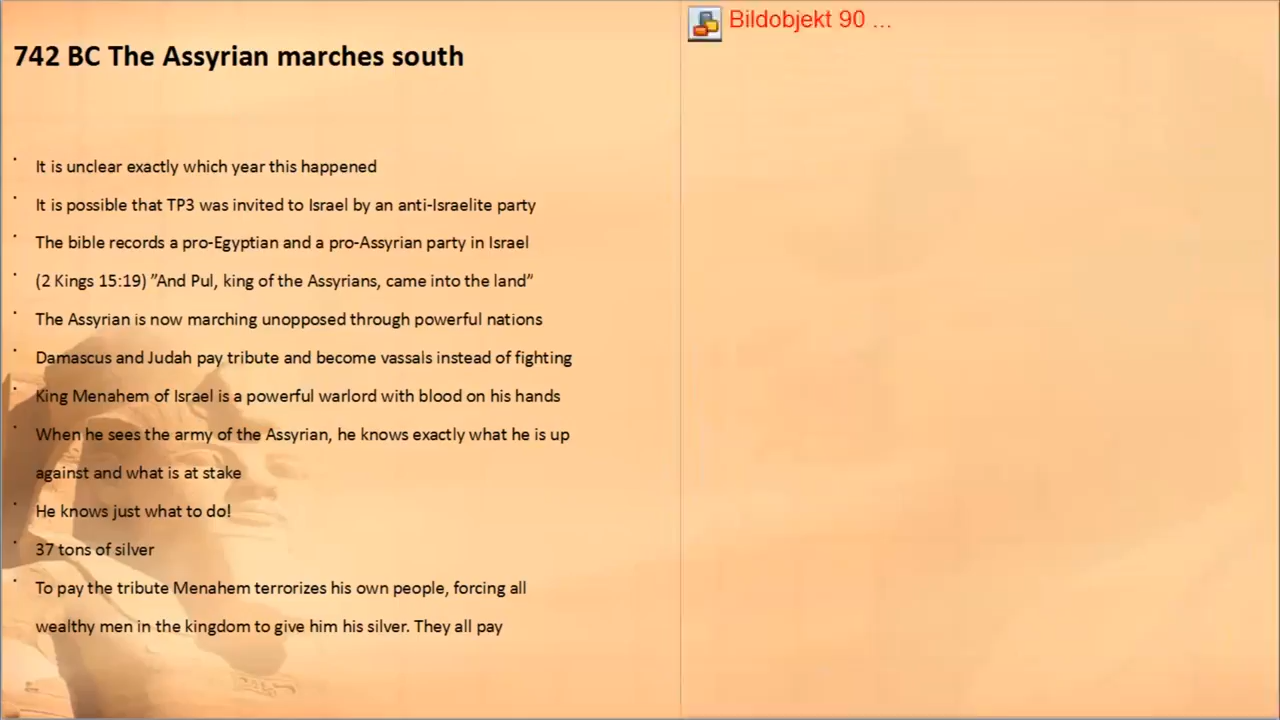 742 BC The Assyrian marches south
Bildobjekt 90 ...
· It is unclear exactly which year this happened
· It is possible that TP3 was invited to Israel by an anti-Israelite party
· The bible records a pro-Egyptian and a pro-Assyrian party in Israel
· (2 Kings 15:19) ”And Pul, king of the Assyrians, came into the land”
· The Assyrian is now marching unopposed through powerful nations
· Damascus and Judah pay tribute and become vassals instead of fighting
· King Menahem of Israel is a powerful warlord with blood on his hands
· When he sees the army of the Assyrian, he knows exactly what he is up
against and what is at stake
· He knows just what to do!
· 37 tons of silver
· To pay the tribute Menahem terrorizes his own people, forcing all
wealthy men in the kingdom to give him his silver. They all pay